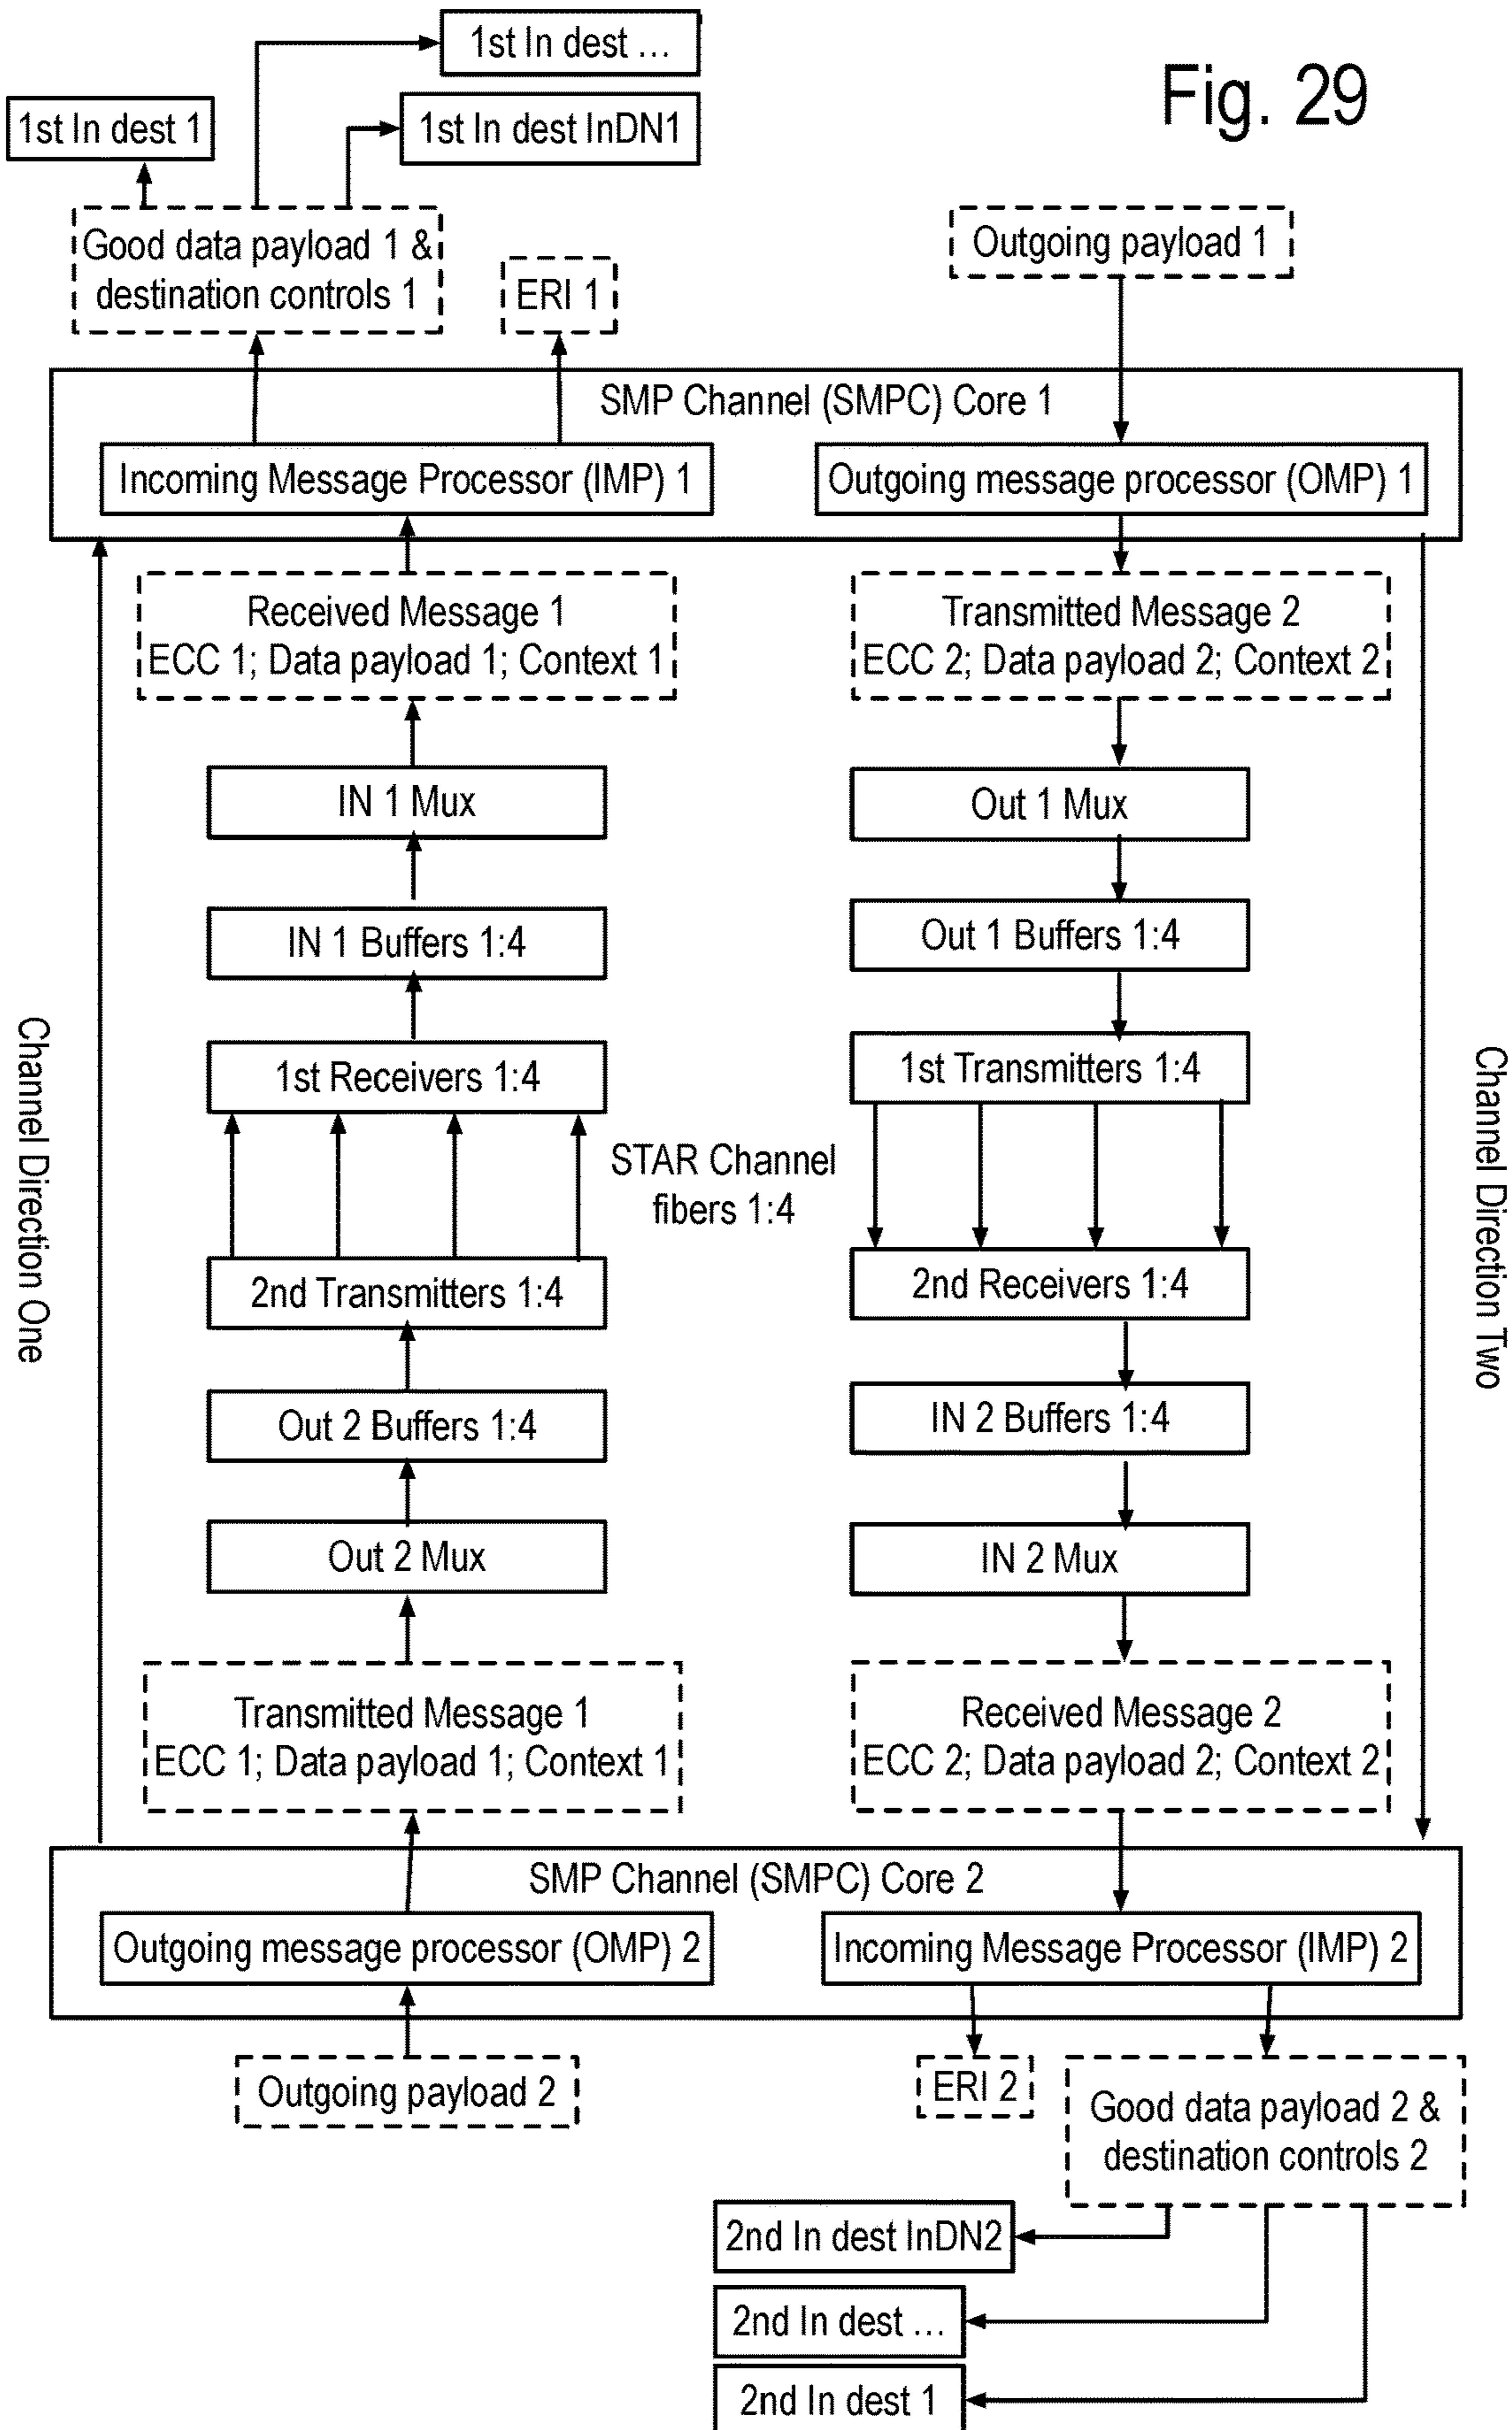 1st In dest ...
Fig. 29
1st In dest 1
1st In dest InDN1
Good data payload 1 &
destination controls 1
ERI 1
Outgoing payload 1
SMP Channel (SMPC) Core 1
Incoming Message Processor (IMP) 1
Outgoing message processor (OMP) 1
Received Message 1
ECC 1; Data payload 1; Context 1
Transmitted Message 2
ECC 2; Data payload 2; Context 2
IN 1 Mux
Out 1 Mux
IN 1 Buffers 1:4
Out 1 Buffers 1:4
1st Receivers 1:4
1st Transmitters 1:4
Channel Direction One
STAR Channel
fibers 1:4
Channel Direction Two
2nd Transmitters 1:4
2nd Receivers 1:4
Out 2 Buffers 1:4
IN 2 Buffers 1:4
Out 2 Mux
IN 2 Mux
Transmitted Message 1
ECC 1; Data payload 1; Context 1
Received Message 2
ECC 2; Data payload 2; Context 2
SMP Channel (SMPC) Core 2
Outgoing message processor (OMP) 2
Incoming Message Processor (IMP) 2
Outgoing payload 2
ERI 2
Good data payload 2 &
destination controls 2
2nd In dest InDN2
2nd In dest ...
2nd In dest 1